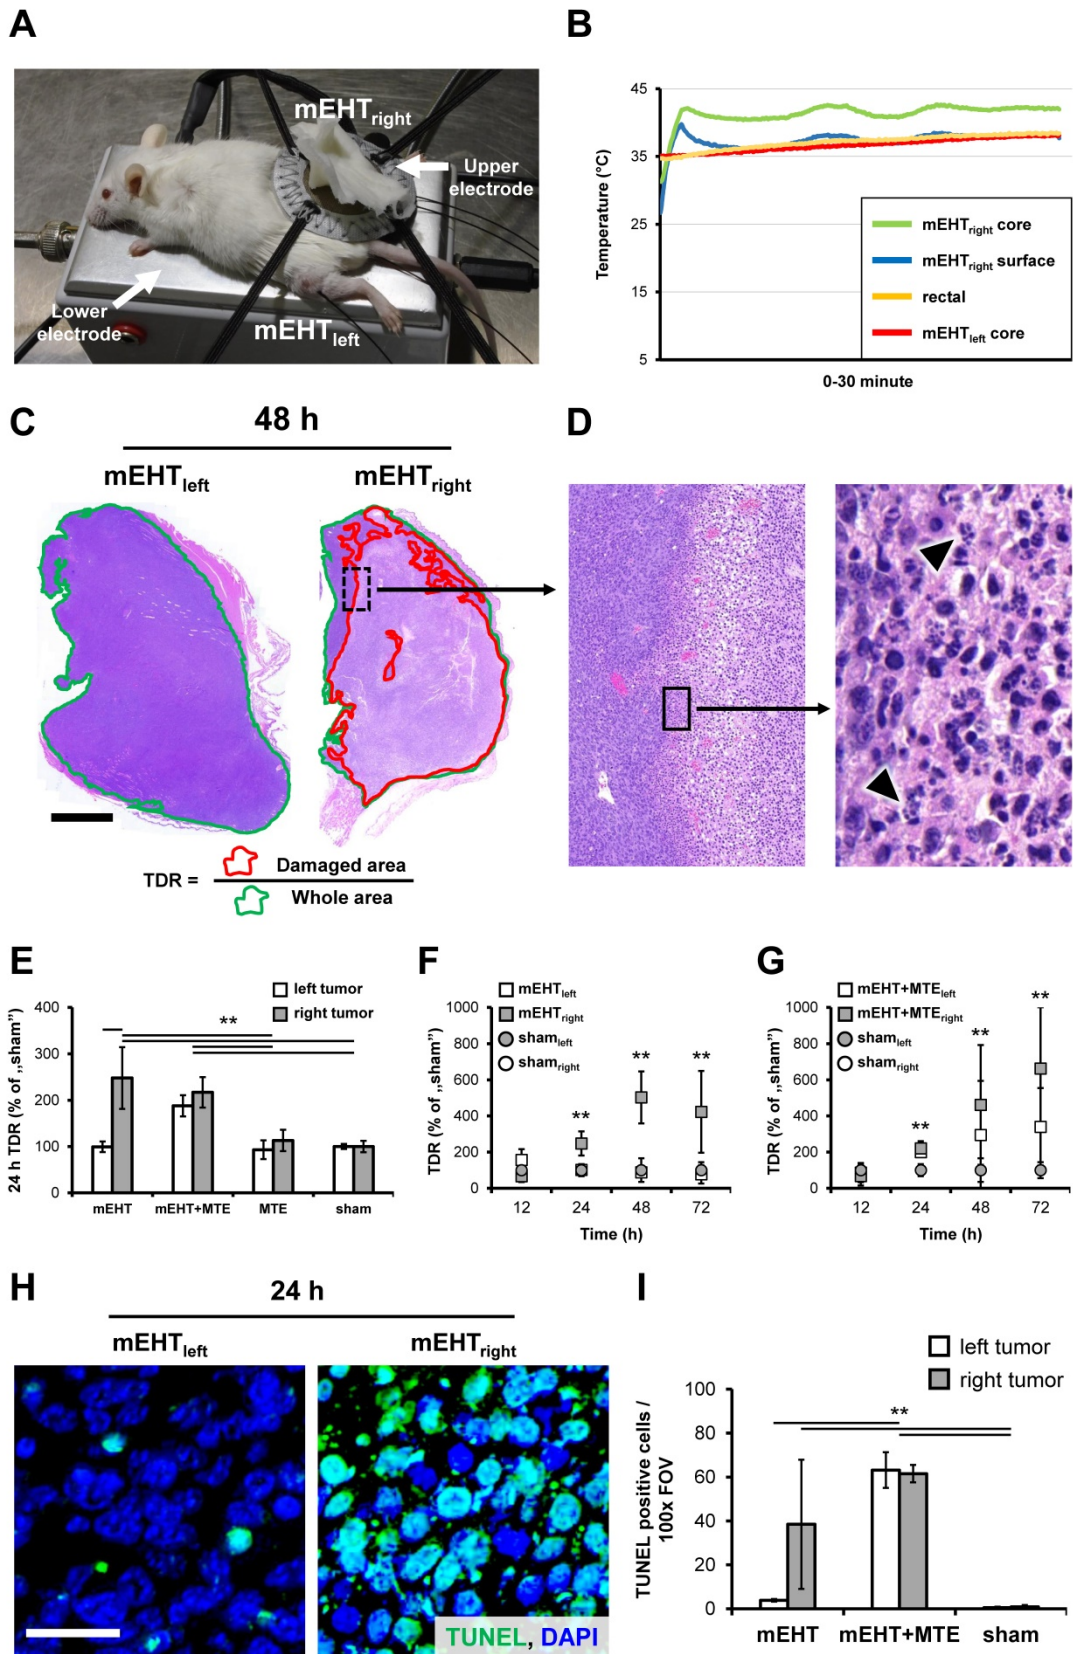 A
mEHTright
Upper
electrode
Lower
electrode
mEHTleft
B
Temperature (°C)
45
35
25
15
5
mEHTright core
mEHTright surface
rectal
mEHTleft core
0-30 minute
C
48 h
mEHTleft
mEHTright
TDR =
Damaged area
Whole area
D
E
24 h TDR (% of „sham”)
left tumor
right tumor
400
300
200
100
0
**
mEHT
mEHT+MTE
MTE
sham
F
mEHTleft
mEHTright
shamleft
shamright
TDR (% of „sham”)
1000
800
600
400
200
0
**
**
**
12
24
48
72
Time (h)
G
mEHT+MTEleft
mEHT+MTEright
shamleft
shamright
TDR (% of „sham”)
1000
800
600
400
200
0
**
**
**
12
24
48
72
Time (h)
H
24 h
mEHTleft
mEHTright
TUNEL, DAPI
I
left tumor
right tumor
TUNEL positive cells /
100x FOV
100
80
60
40
20
0
**
mEHT
mEHT+MTE
sham